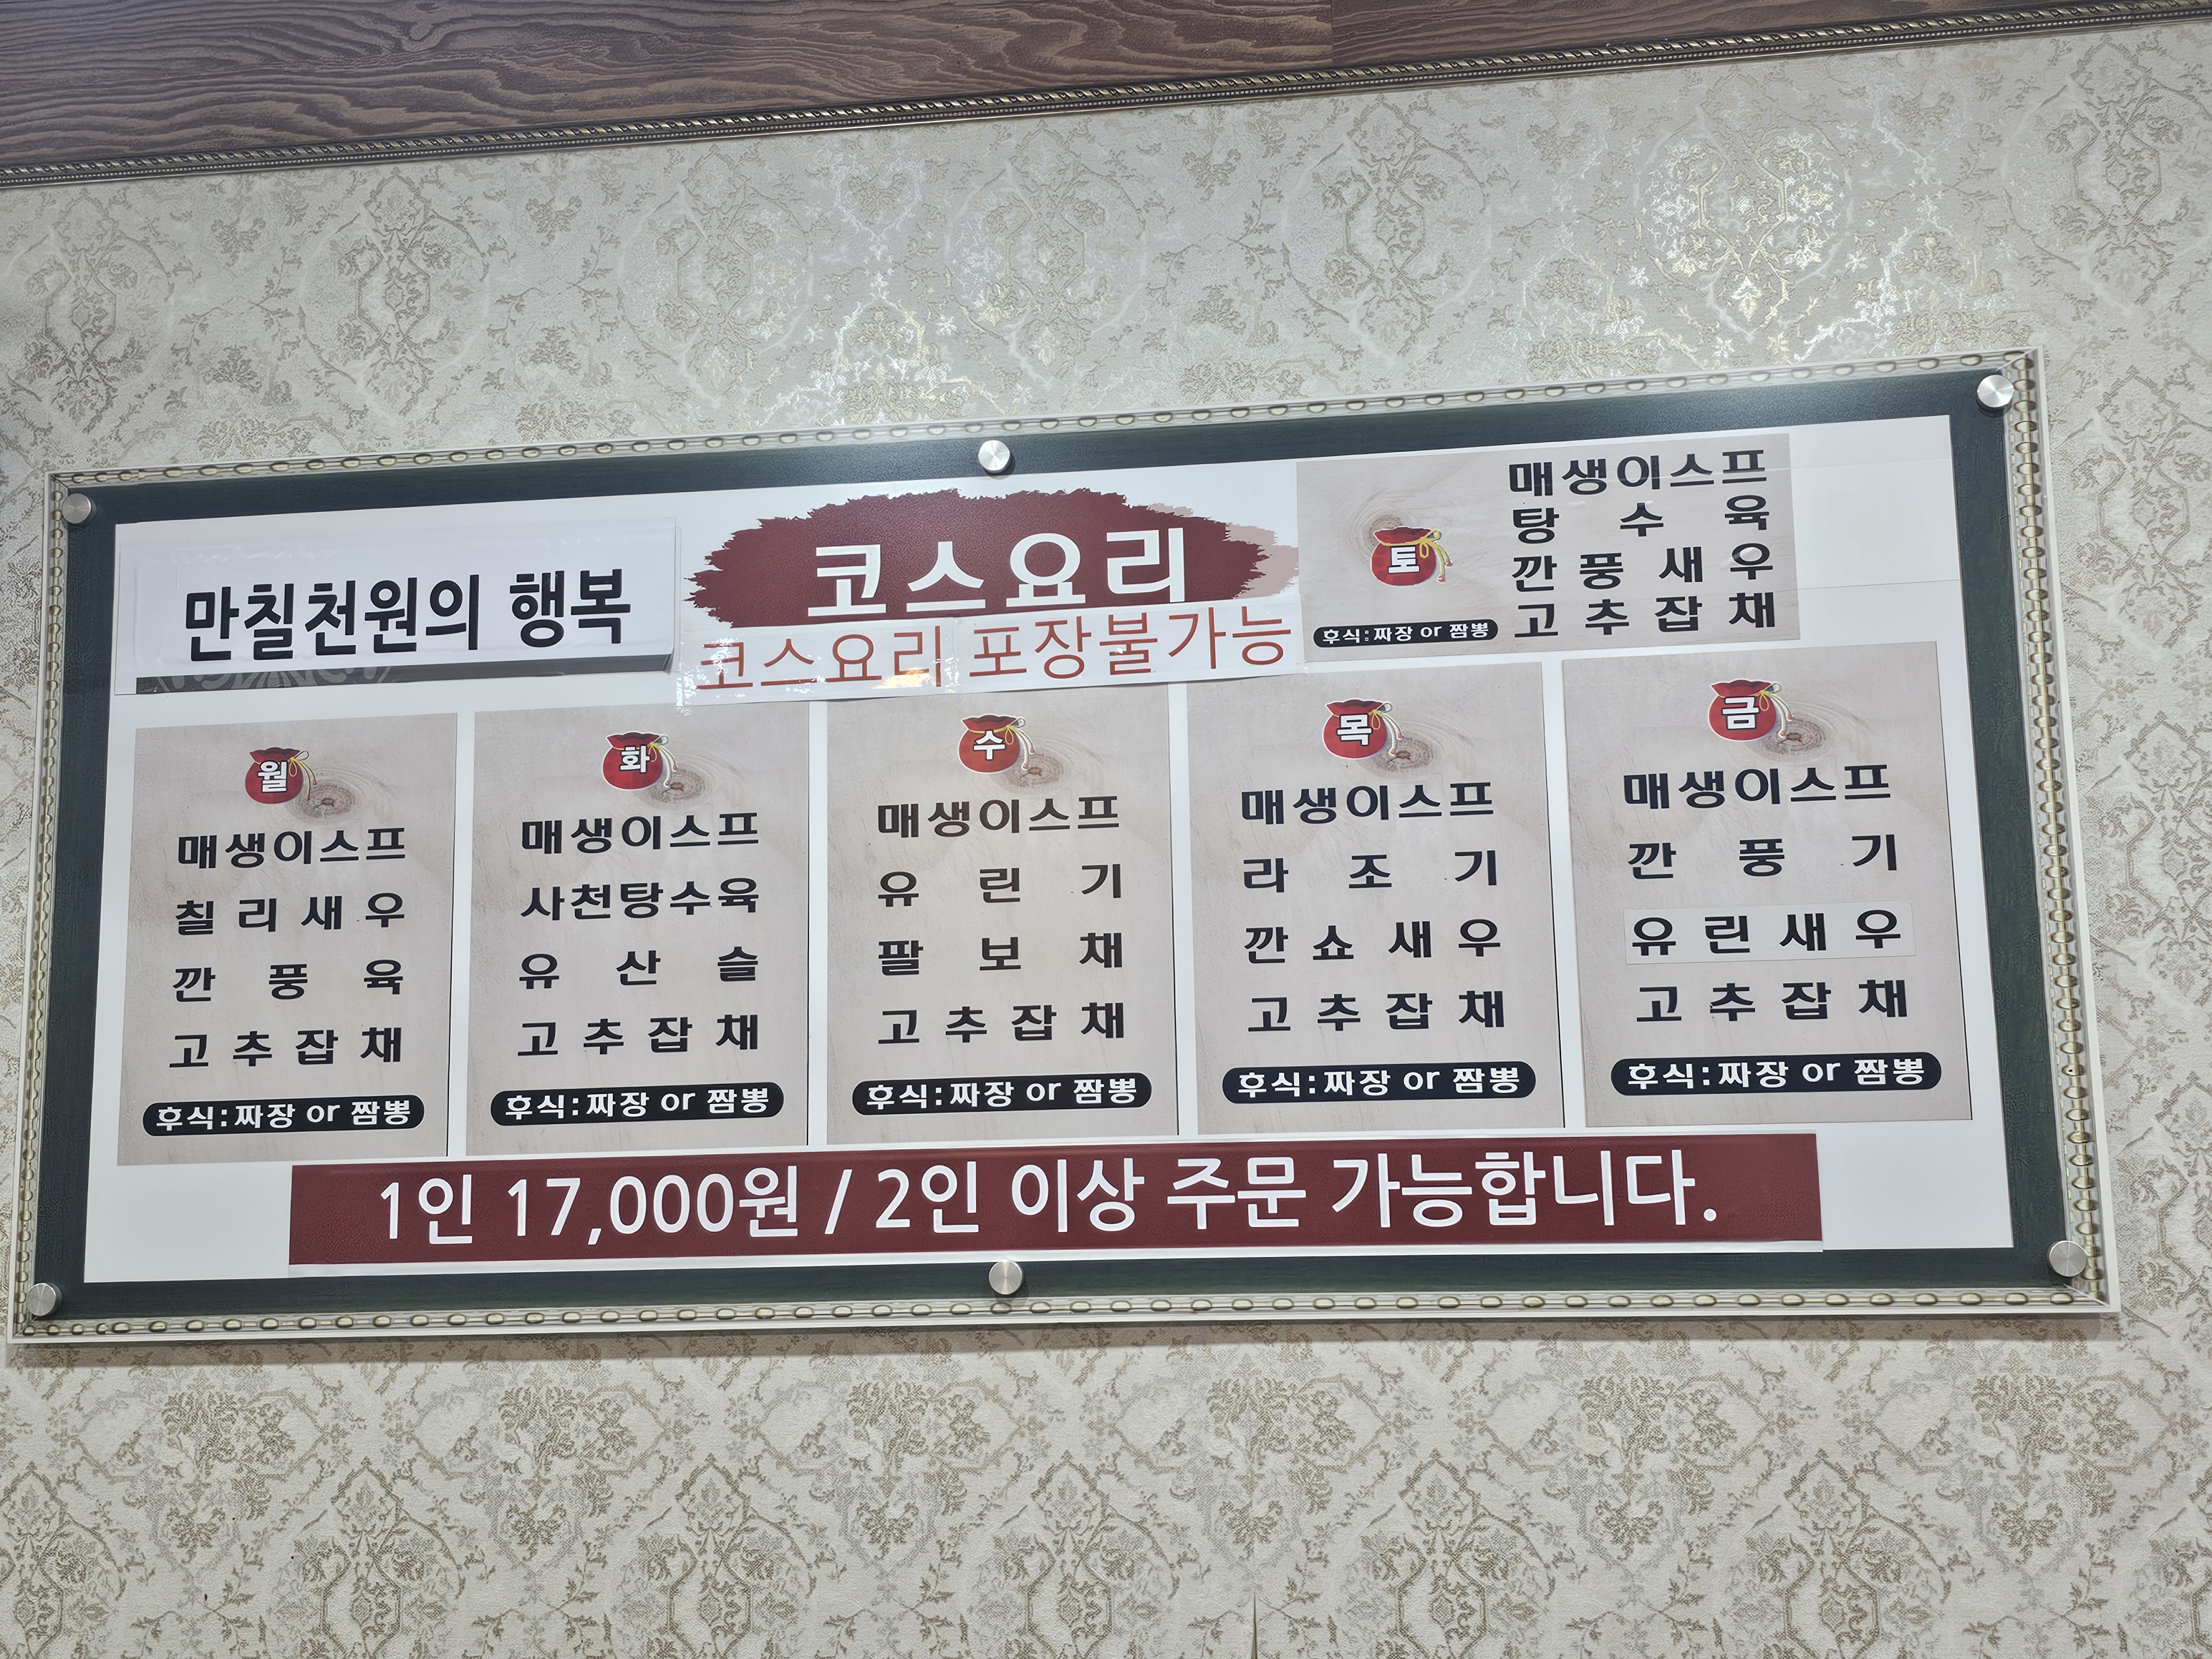 만칠천원의 행복
코스요리
코스요리 포장불가능
토
매생이스프
탕수육
깐풍새우
고추잡채
후식:짜장 or 짬뽕
월
매생이스프
칠리새우
깐풍육
고추잡채
후식:짜장 or 짬뽕
화
매생이스프
사천탕수육
유산슬
고추잡채
후식:짜장 or 짬뽕
수
매생이스프
유린기
팔보채
고추잡채
후식:짜장 or 짬뽕
목
매생이스프
라조기
깐쇼새우
고추잡채
후식:짜장 or 짬뽕
금
매생이스프
깐풍기
유린새우
고추잡채
후식:짜장 or 짬뽕
1인 17,000원 / 2인 이상 주문 가능합니다.